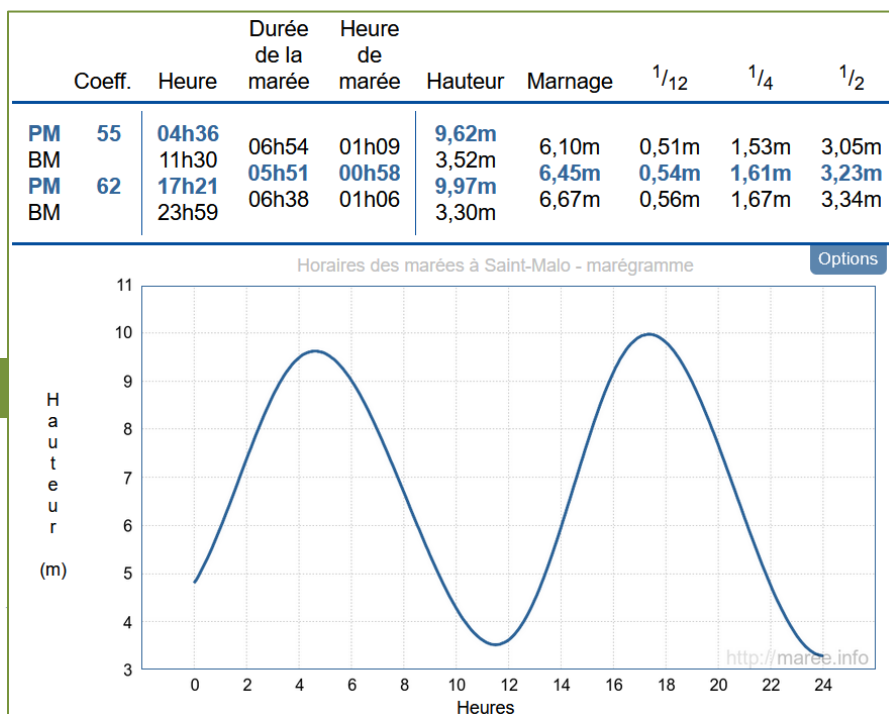 Coeff. Heure Durée de la marée Heure de marée Hauteur Marnage 1/12 1/4 1/2
PM 55 04h36 9,62m
06h54 01h09 6,10m 0,51m 1,53m 3,05m
BM 11h30 3,52m
05h51 00h58 6,45m 0,54m 1,61m 3,23m
PM 62 17h21 9,97m
06h38 01h06 6,67m 0,56m 1,67m 3,34m
BM 23h59 3,30m
Horaires des marées à Saint-Malo - marégramme
Options
11
10
9
8
7
6
5
4
3
Hauteur
(m)
http://maree.info
0 2 4 6 8 10 12 14 16 18 20 22 24
Heures